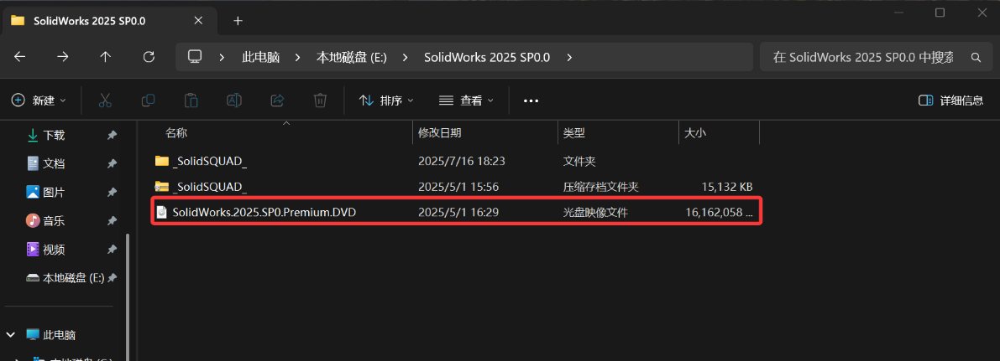 SolidWorks 2025 SP0.0
此电脑 本地磁盘 (E:) SolidWorks 2025 SP0.0
在 SolidWorks 2025 SP0.0 中搜索
新建 排序 查看 详细信息
名称 修改日期 类型 大小
下载
文档
图片
音乐
视频
本地磁盘 (E:)
此电脑
_SolidSQUAD_ 2025/7/16 18:23 文件夹
_SolidSQUAD_ 2025/5/1 15:56 压缩存档文件夹 15,132 KB
SolidWorks.2025.SP0.Premium.DVD 2025/5/1 16:29 光盘映像文件 16,162,058 ...